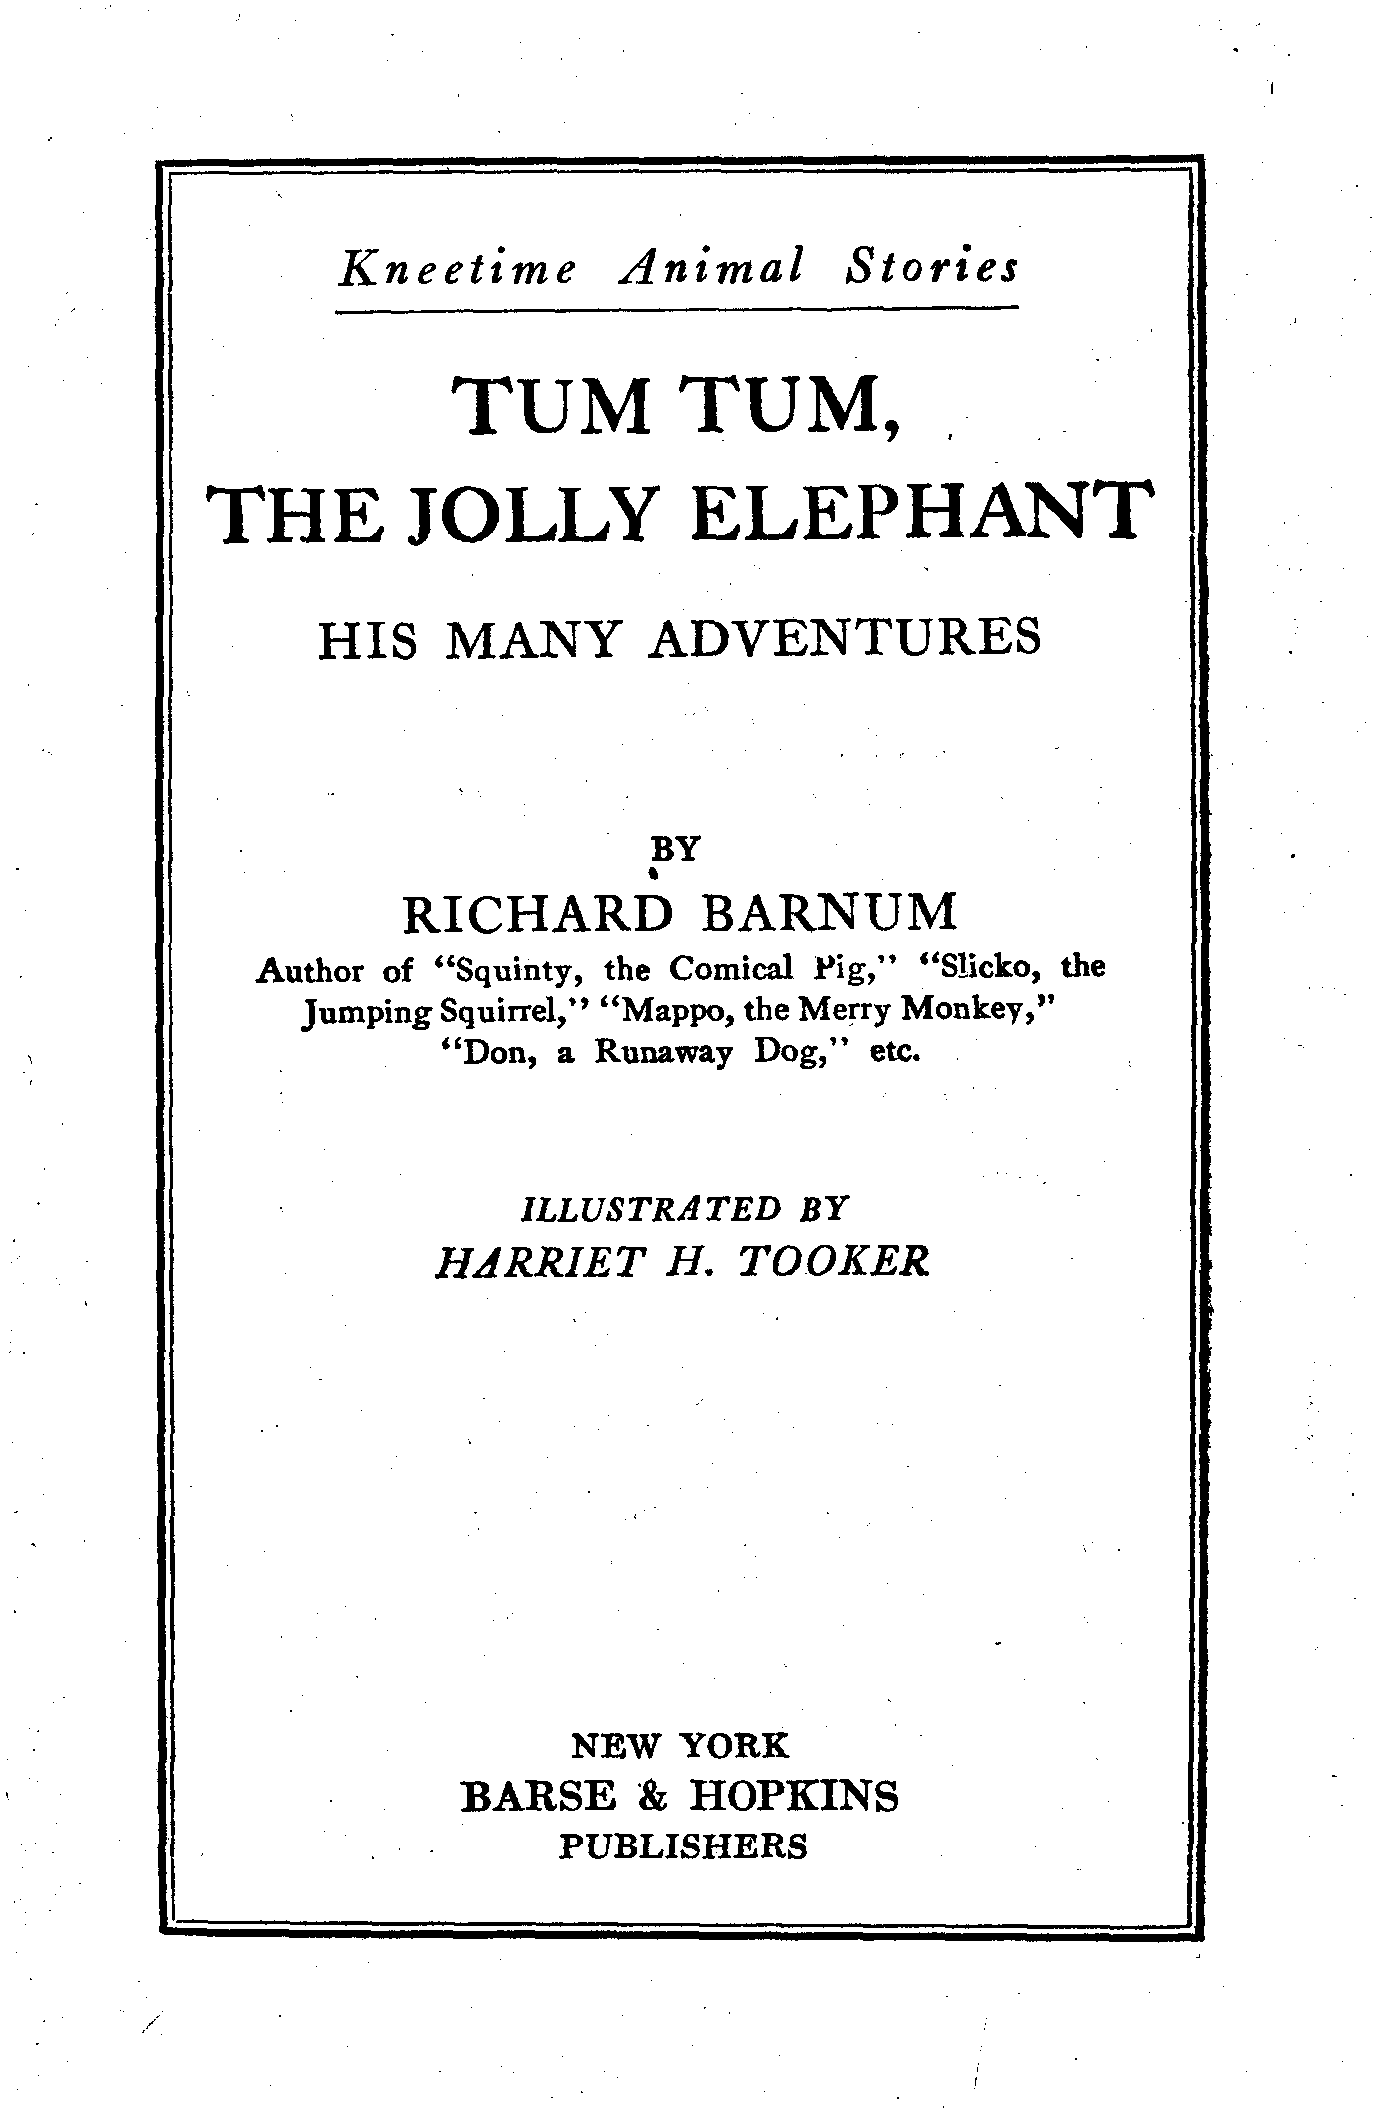 Kneetime Animal Stories
TUM TUM,
THE JOLLY ELEPHANT
HIS MANY ADVENTURES
BY
RICHARD BARNUM
Author of "Squinty, the Comical Pig," "Slicko, the
Jumping Squirrel," "Mappo, the Merry Monkey,"
"Don, a Runaway Dog," etc.
ILLUSTRATED BY
HARRIET H. TOOKER
NEW YORK
BARSE & HOPKINS
PUBLISHERS